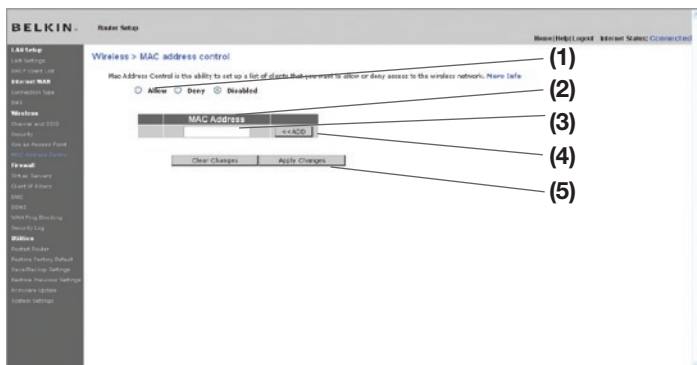 BELKIN. Router Setup
Home|Help|Logout Internet Status: Connected
LAN Setup
LAN Settings
DHCP Client List
Internet WAN
Connection Type
DNS
Wireless
Channel and SSID
Security
Use as Access Point
MAC Address Control
Firewall
Virtual Servers
Client IP Filters
DMZ
DDNS
WAN Ping Blocking
Security Log
Utilities
Restart Router
Restore Factory Default
Save/Backup Settings
Restore Previous Settings
Firmware Update
System Settings
Wireless > MAC address control
Mac Address Control is the ability to set up a list of clients that you want to allow or deny access to the wireless network. More Info
Allow Deny Disabled
MAC Address
<<ADD
Clear Changes Apply Changes
(1)
(2)
(3)
(4)
(5)